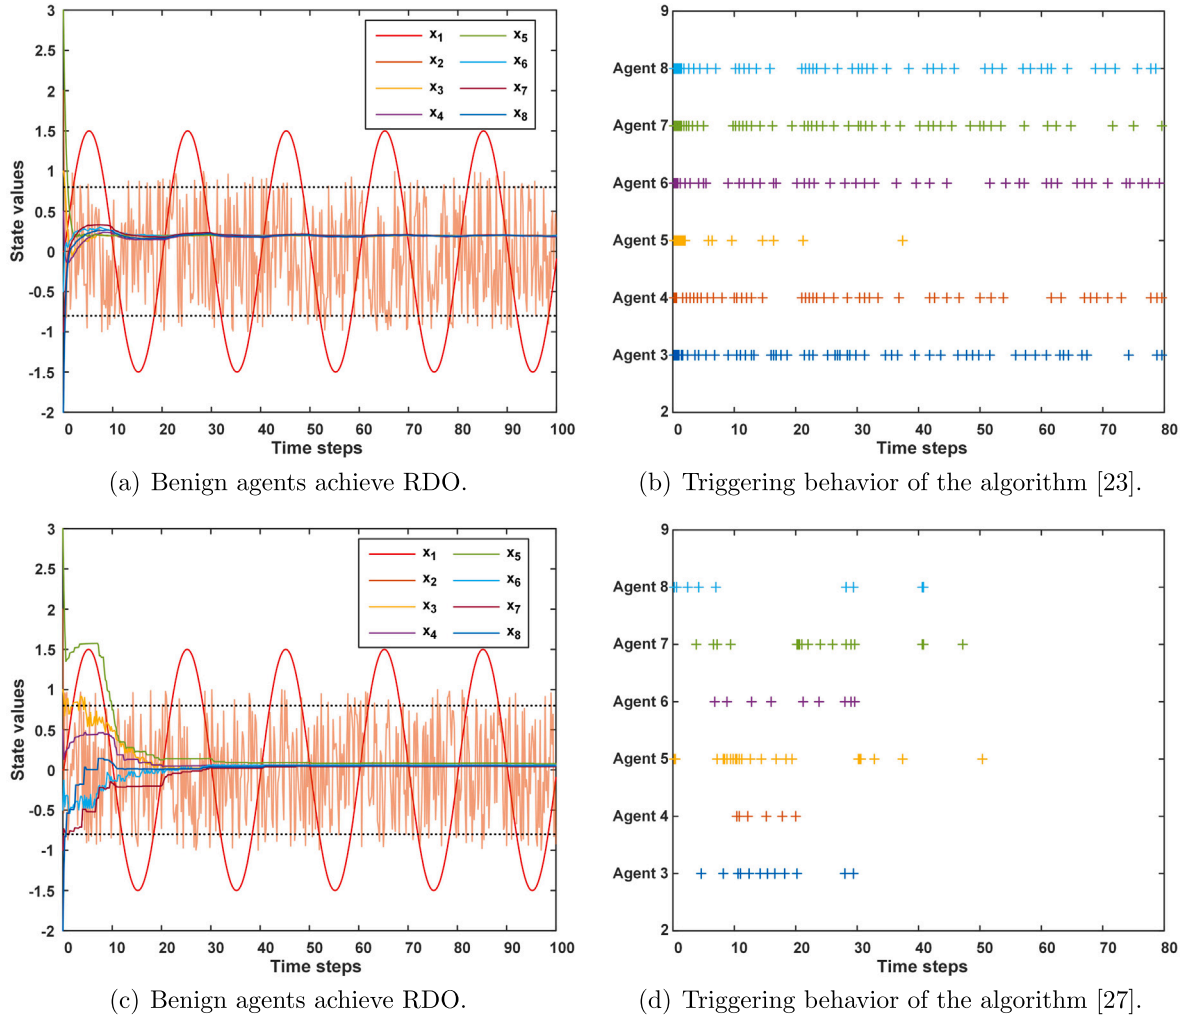 3
2.5
2
1.5
1
0.5
0
-0.5
-1
-1.5
-2
State values
x1 x5
x2 x6
x3 x7
x4 x8
0 10 20 30 40 50 60 70 80 90 100
Time steps
(a) Benign agents achieve RDO.
9
Agent 8
Agent 7
Agent 6
Agent 5
Agent 4
Agent 3
2
0 10 20 30 40 50 60 70 80
Time steps
(b) Triggering behavior of the algorithm [23].
3
2.5
2
1.5
1
0.5
0
-0.5
-1
-1.5
-2
State values
x1 x5
x2 x6
x3 x7
x4 x8
0 10 20 30 40 50 60 70 80 90 100
Time steps
(c) Benign agents achieve RDO.
9
Agent 8
Agent 7
Agent 6
Agent 5
Agent 4
Agent 3
2
0 10 20 30 40 50 60 70 80
Time steps
(d) Triggering behavior of the algorithm [27].